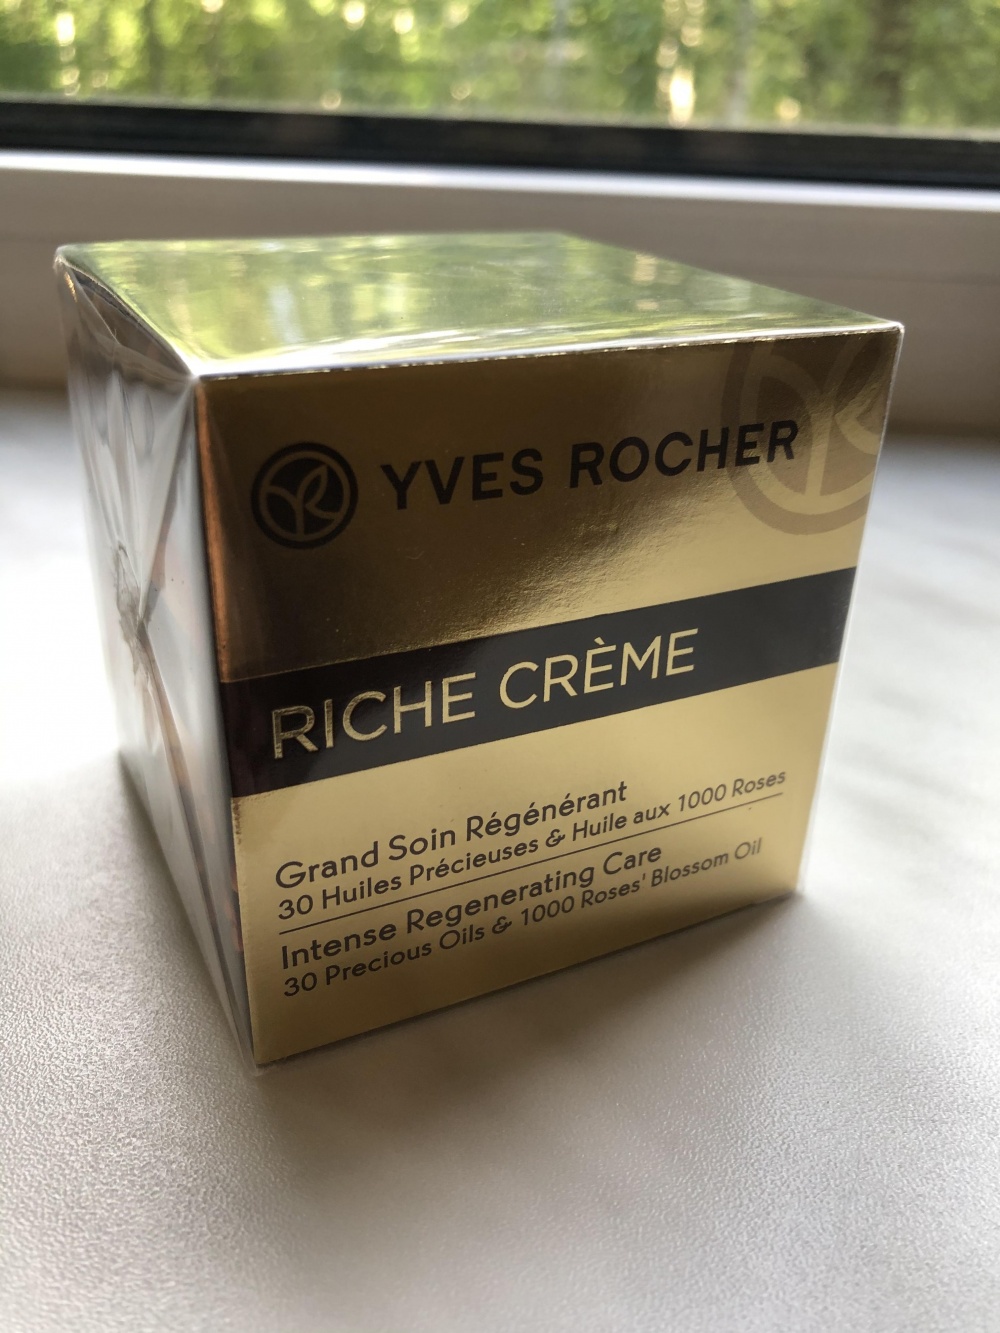 YVES ROCHER
RICHE CRÈME
Grand Soin Régénérant
30 Huiles Précieuses & Huile aux 1000 Roses
Intense Regenerating Care
30 Precious Oils & 1000 Roses' Blossom Oil